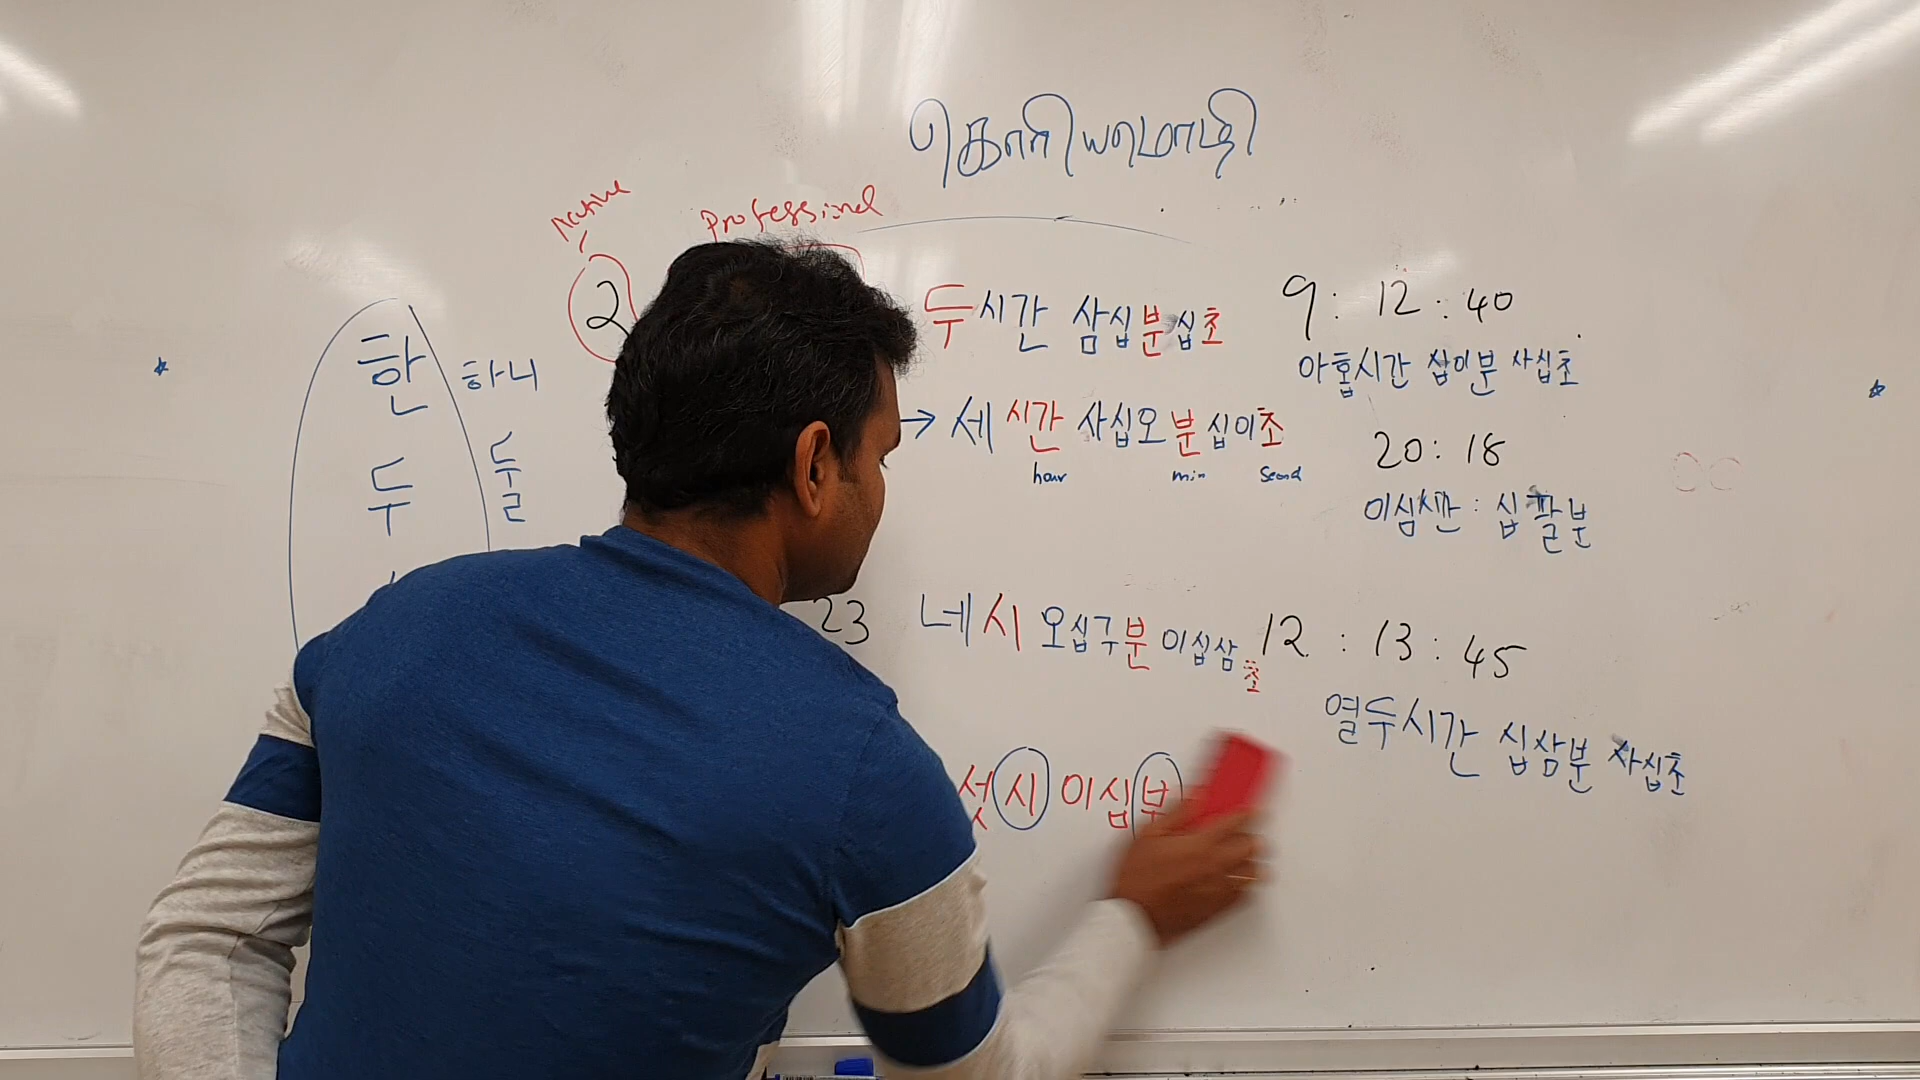 கொரியமொழி
Native
Professional
2
두시간 삼십분십초
9 : 12 : 40
아홉시간 십이분 사십초
한 하나
→ 세 시간 사십오분 십이초
hour min Second
20 : 18
두 둘
이십시간 : 십팔분
23
네시 오십구분 이십삼초
12 : 13 : 45
열두시간 십삼분 사십초
섯시 이십분